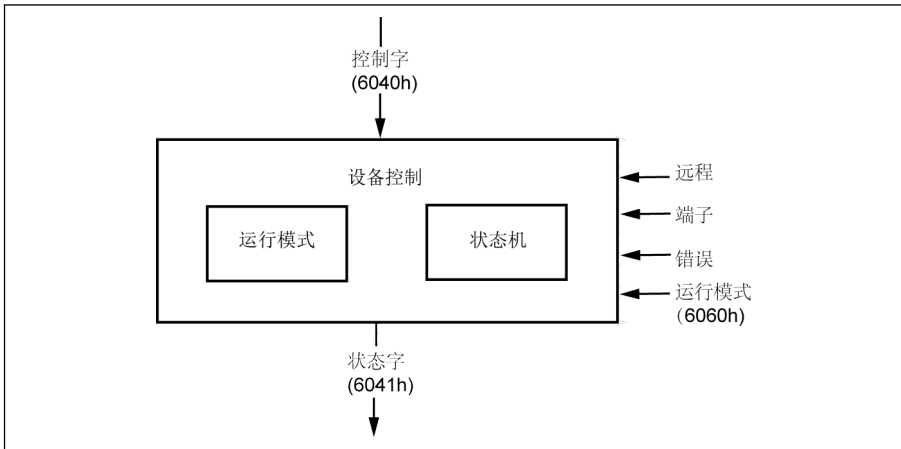 控制字
(6040h)
设备控制
运行模式
状态机
远程
端子
错误
运行模式
（6060h)
状态字
(6041h)